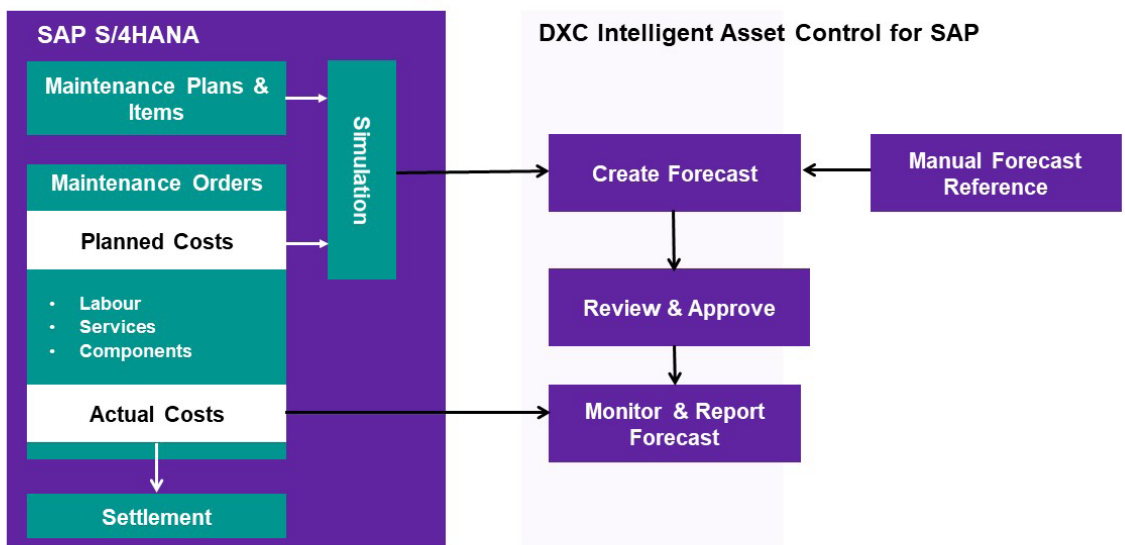 SAP S/4HANA
DXC Intelligent Asset Control for SAP
Maintenance Plans &
Items
Simulation
Maintenance Orders
Planned Costs
• Labour
• Services
• Components
Actual Costs
Settlement
Create Forecast
Manual Forecast
Reference
Review & Approve
Monitor & Report
Forecast